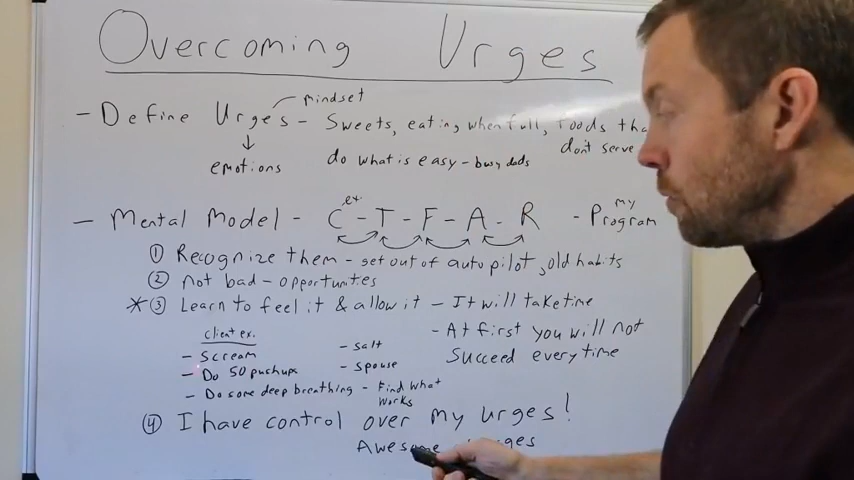 Overcoming Urges
mindset
- Define Urges - Sweets, eating, when full, foods tha
don't serve
emotions
do what is easy - busy dads
ex
- Mental Model - C - T - F - A - R - my Program
① Recognize them - get out of autopilot, old habits
② not bad - opportunities
* ③ Learn to feel it & allow it - It will take time
client ex.
- Scream
- Do 50 pushups
- Do some deep breathing - Find what works
- salt
- spouse
- At first you will not
succeed every time
④ I have control over my urges!
Awesome